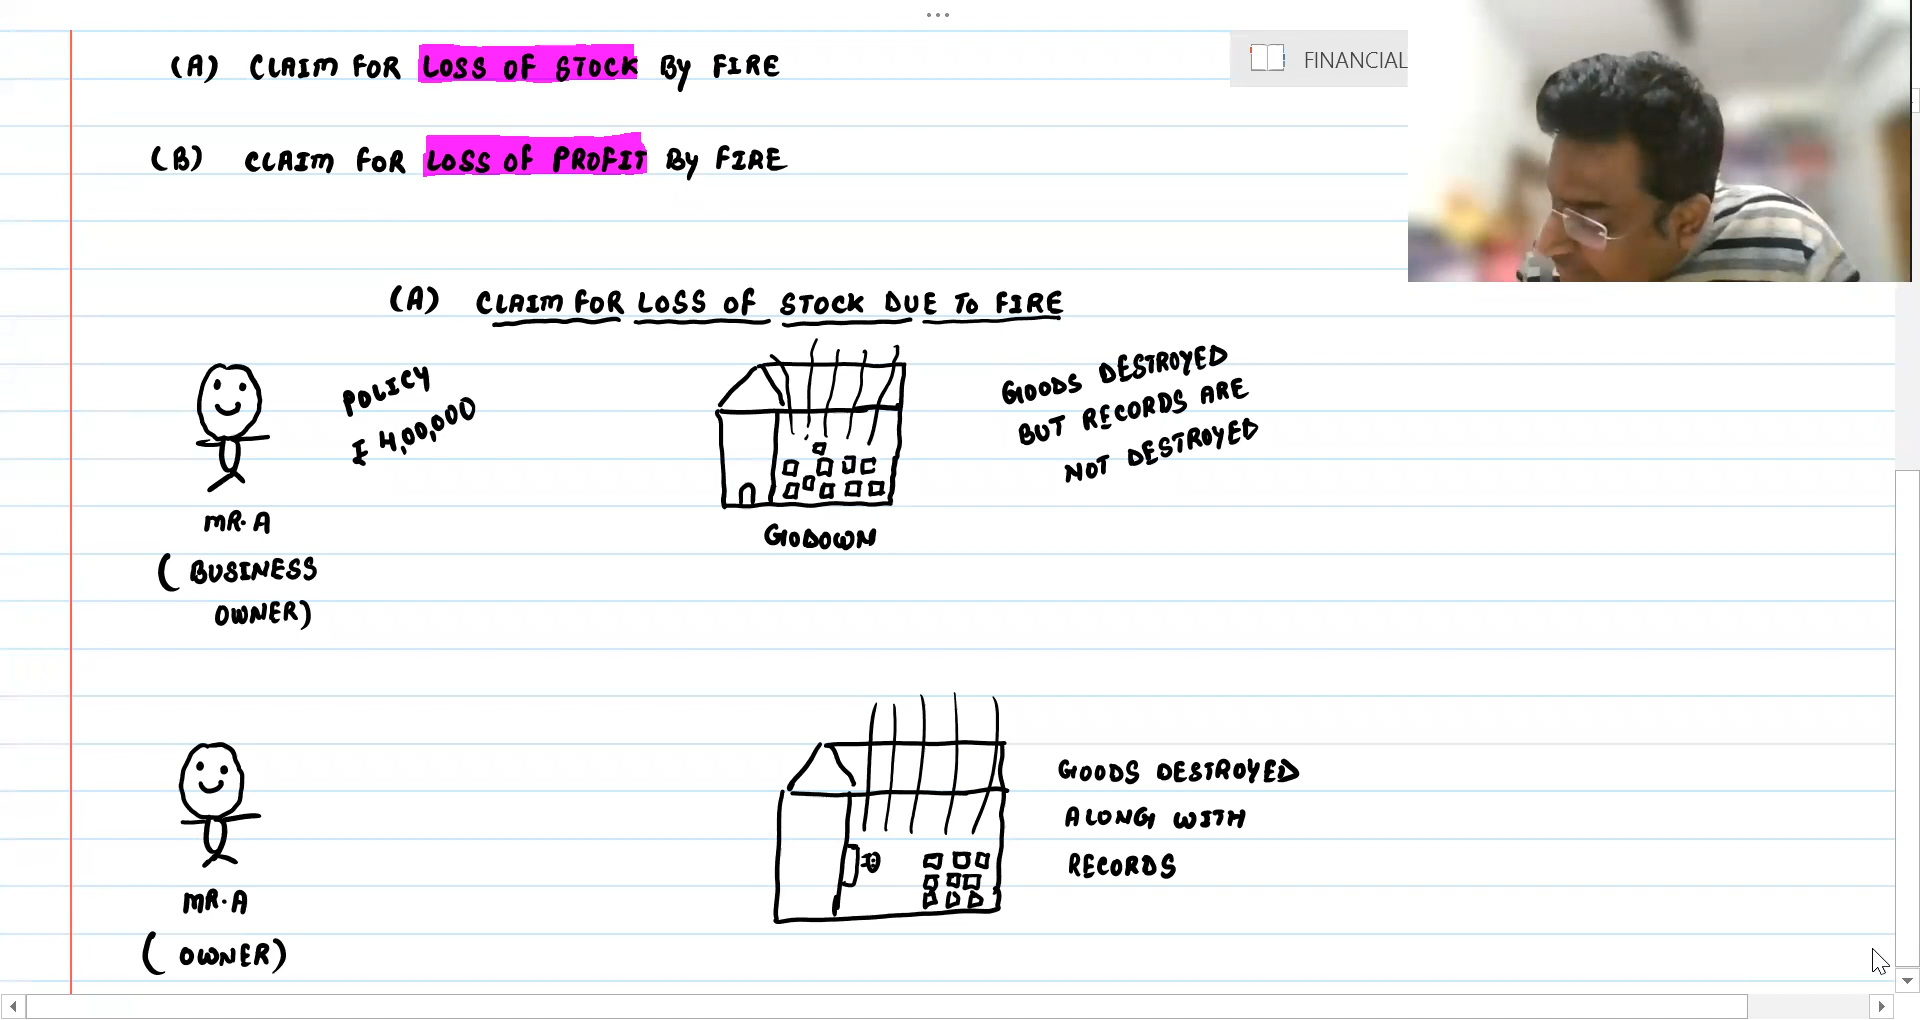 (A) CLAIM FOR LOSS OF STOCK By FIRE
FINANCIAL
(B) CLAIM FOR LOSS OF PROFIT By FIRE
(A) CLAIM FOR LOSS OF STOCK DUE TO FIRE
POLICY
₹ 4,00,000
GOODS DESTROYED
BUT RECORDS ARE
NOT DESTROYED
MR. A
GODOWN
( BUSINESS
OWNER)
GOODS DESTROYED
ALONG WITH
RECORDS
MR. A
( OWNER)